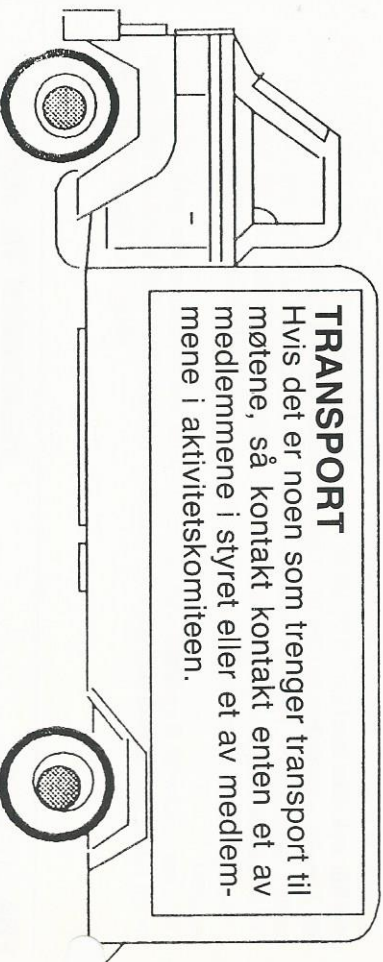 TRANSPORT
Hvis det er noen som trenger transport til
møtene, så kontakt kontakt enten et av
medlemmene i styret eller et av medlem-
mene i aktivitetskomiteen.